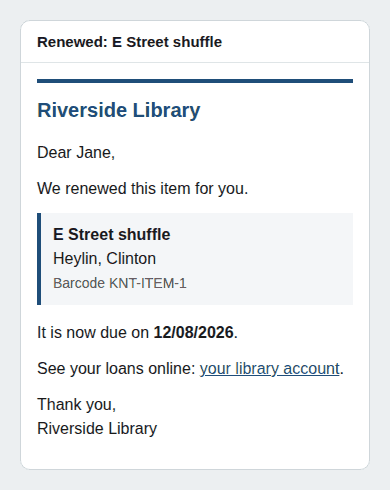 Renewed: E Street shuffle
Riverside Library
Dear Jane,
We renewed this item for you.
E Street shuffle
Heylin, Clinton
Barcode KNT-ITEM-1
It is now due on 12/08/2026.
See your loans online: your library account.
Thank you,
Riverside Library